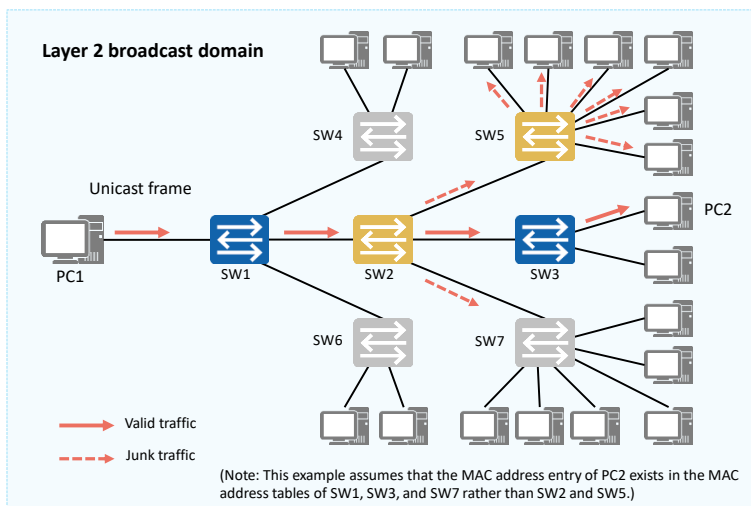 Layer 2 broadcast domain
SW4
SW5
Unicast frame
PC2
PC1
SW1
SW2
SW3
SW6
SW7
Valid traffic
Junk traffic
(Note: This example assumes that the MAC address entry of PC2 exists in the MAC
address tables of SW1, SW3, and SW7 rather than SW2 and SW5.)